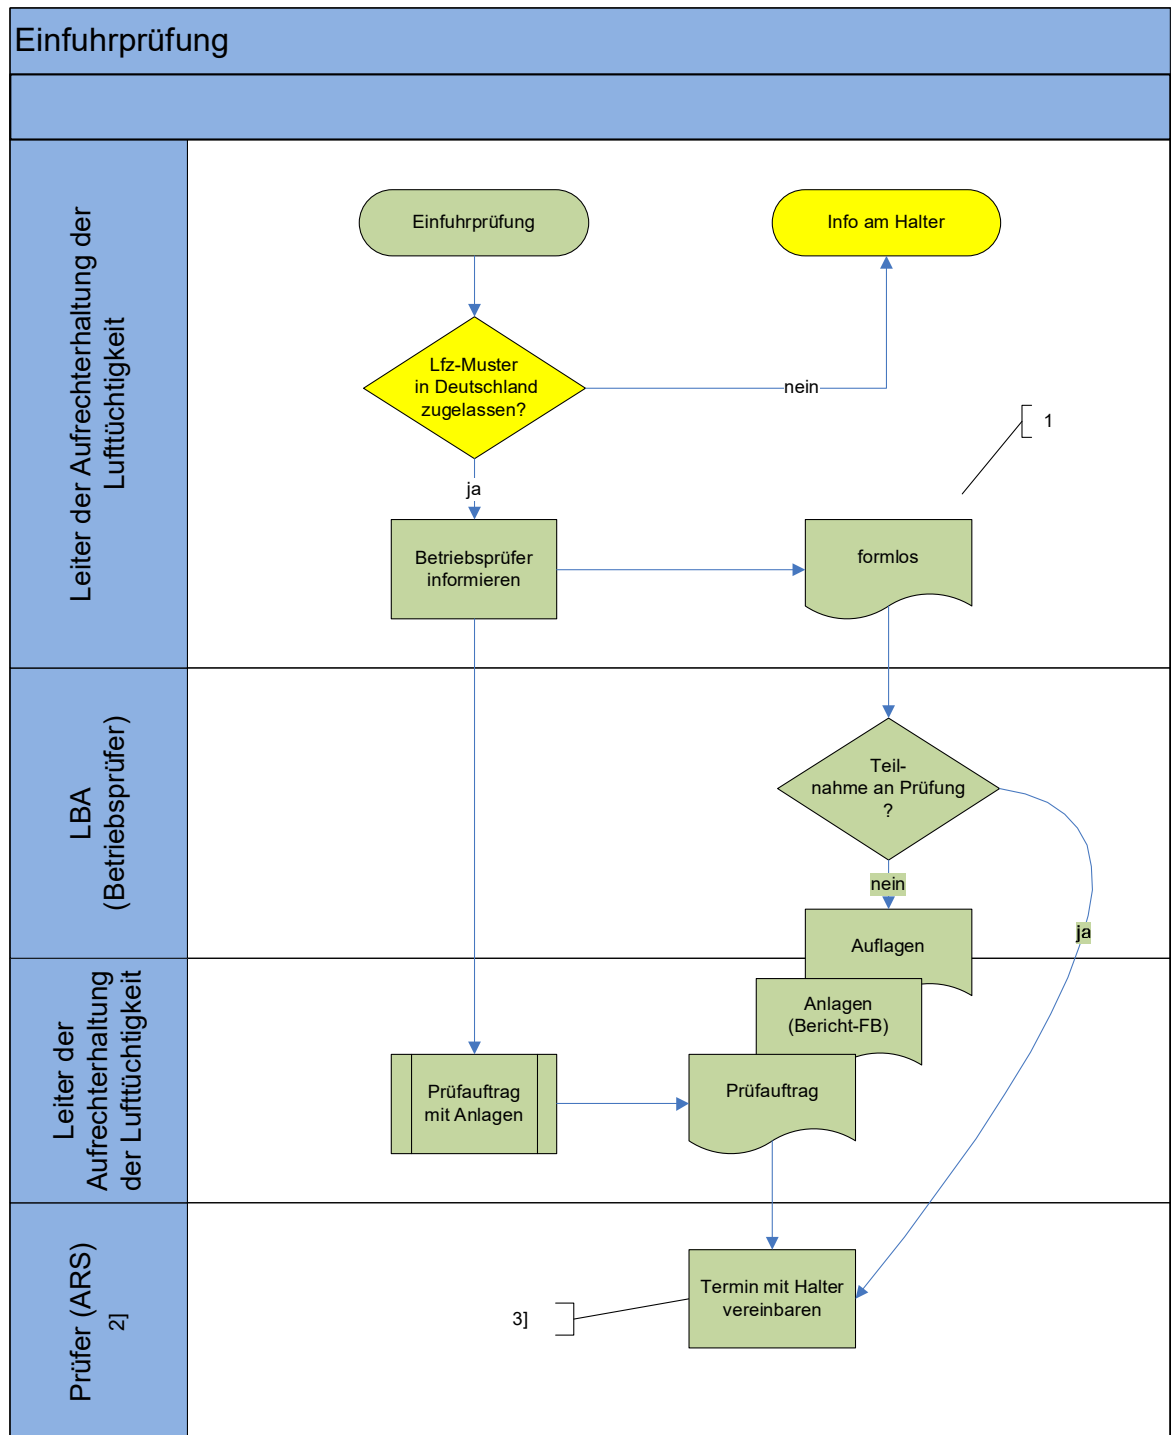 Einfuhrprüfung
Leiter der Aufrechterhaltung der
Lufttüchtigkeit
Einfuhrprüfung
Info am Halter
Lfz-Muster
in Deutschland
zugelassen?
nein
1
ja
Betriebsprüfer
informieren
formlos
LBA
(Betriebsprüfer)
Teil-
nahme an Prüfung
?
nein
ja
Auflagen
Leiter der
Aufrechterhaltung
der Lufttüchtigkeit
Anlagen
(Bericht-FB)
Prüfauftrag
mit Anlagen
Prüfauftrag
Prüfer (ARS)
2]
Termin mit Halter
vereinbaren
3]